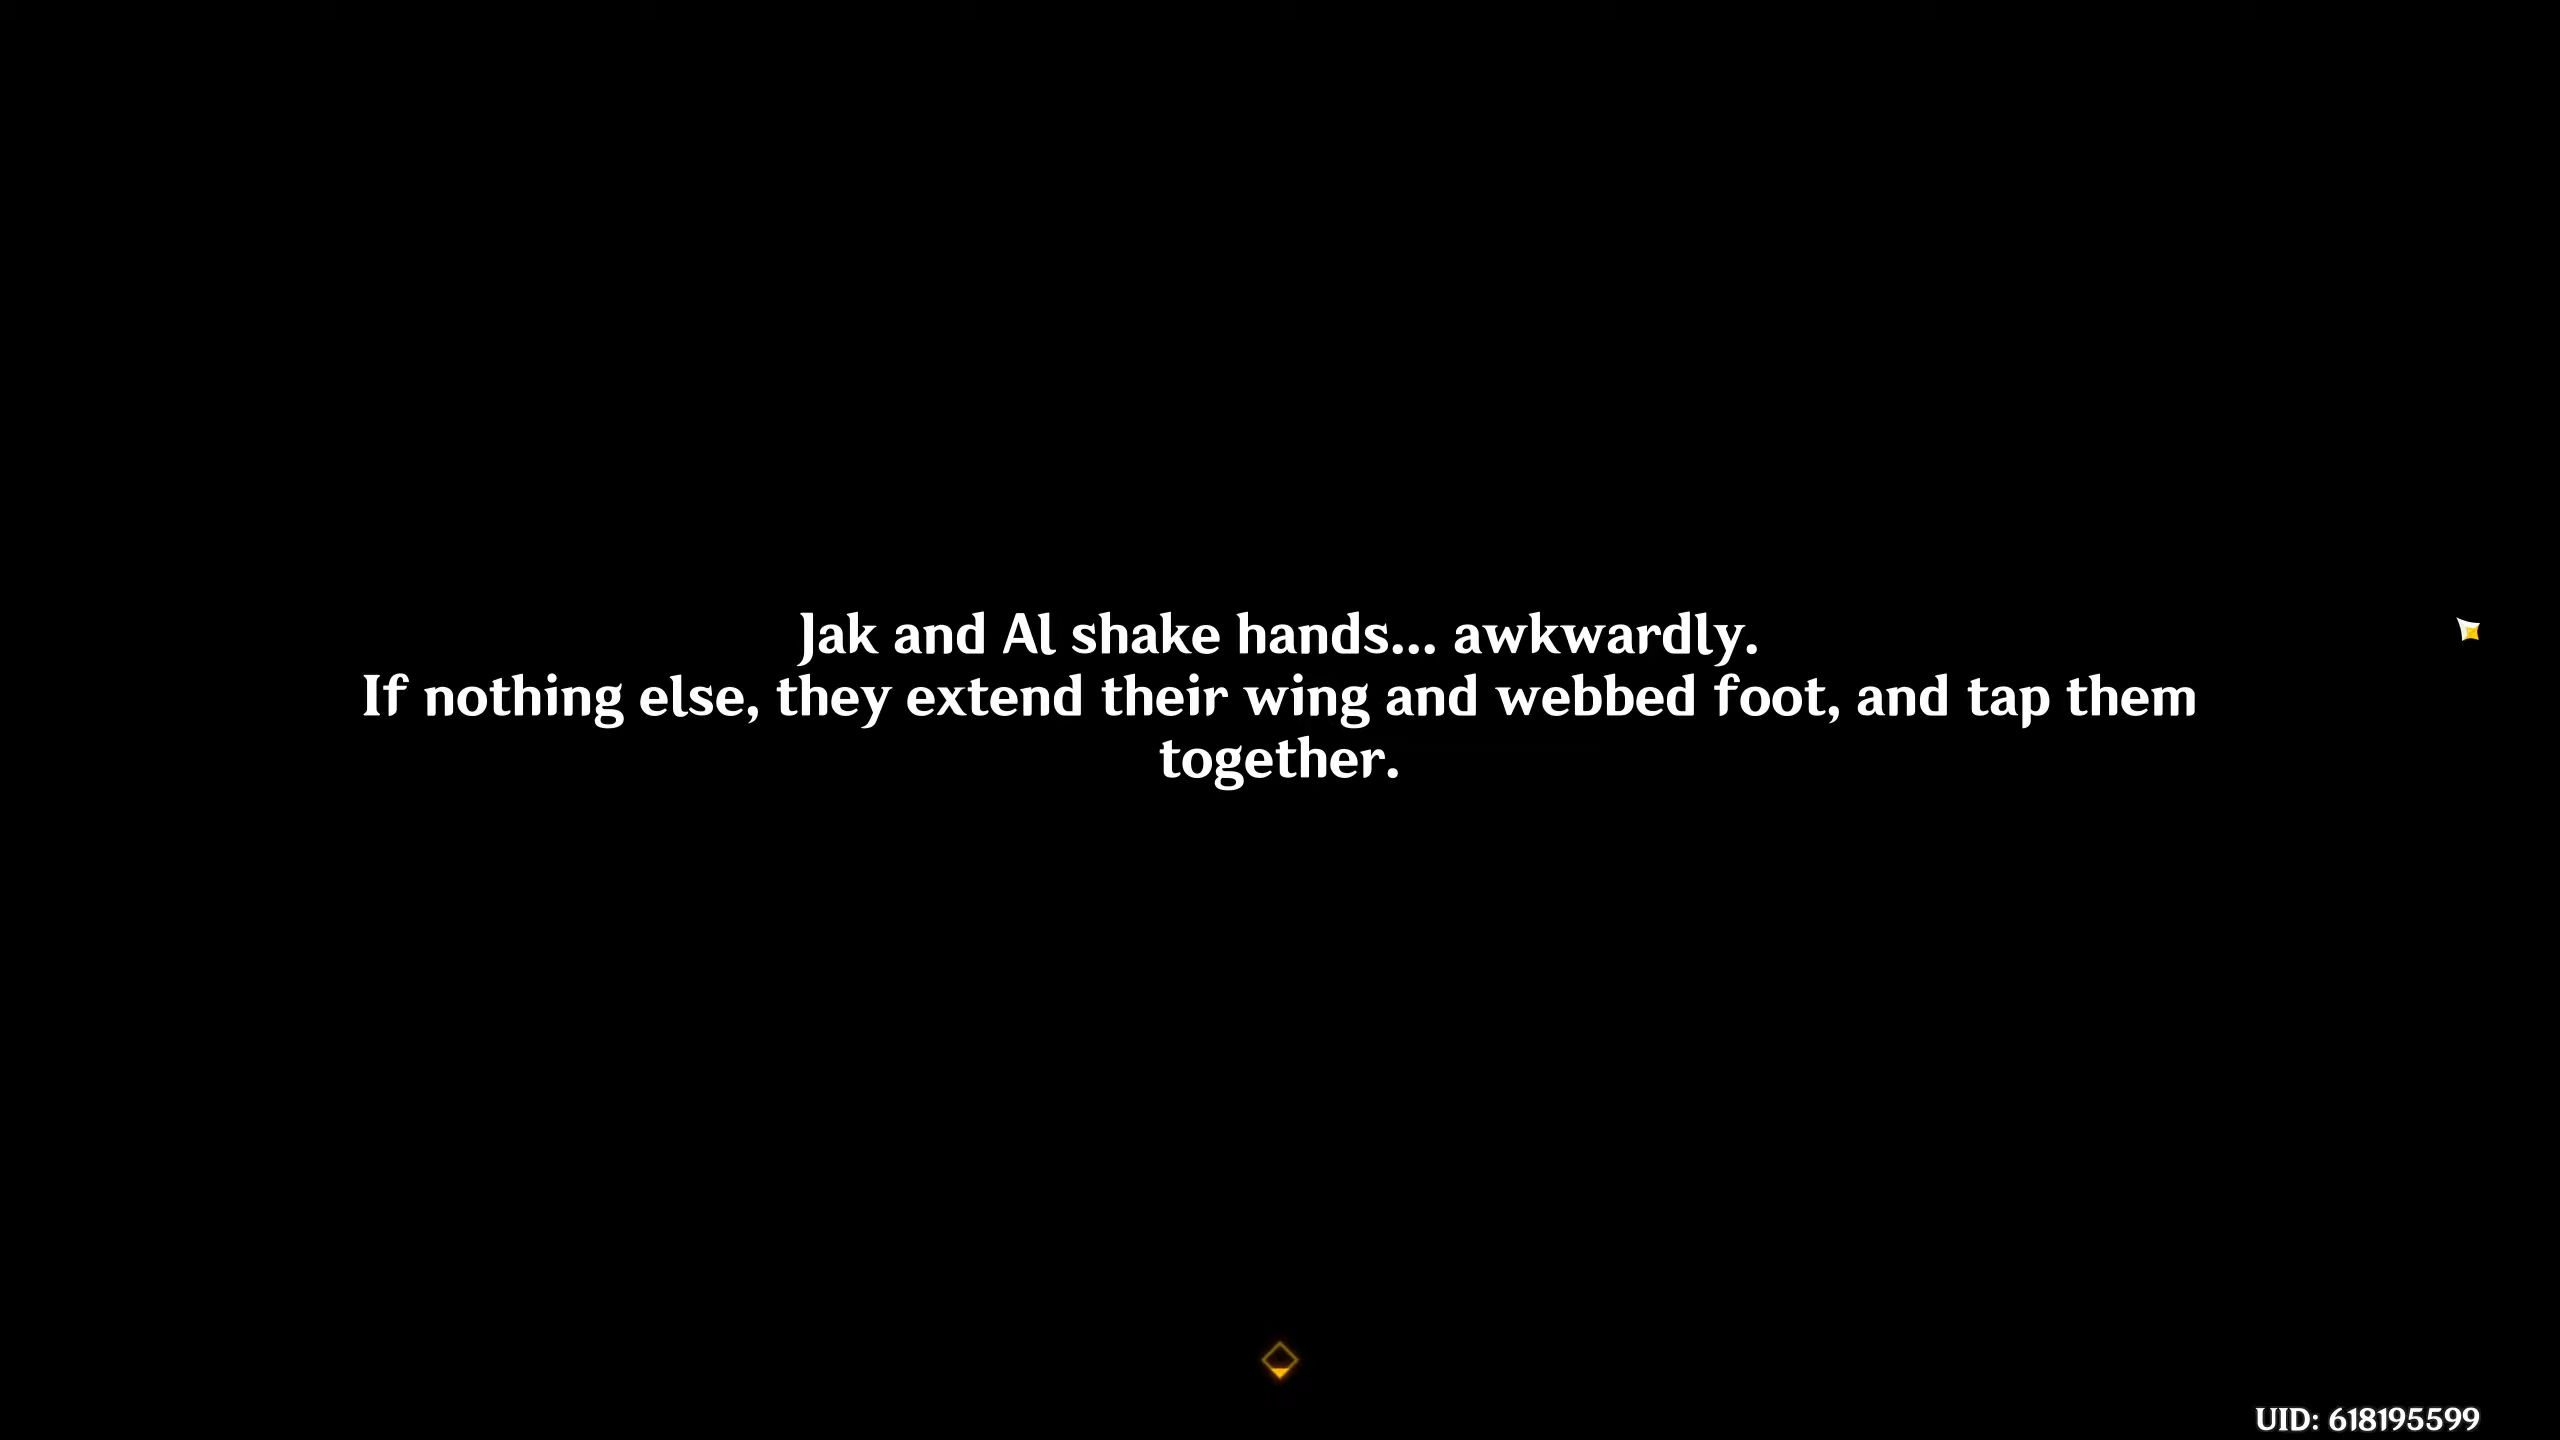 Jak and Al shake hands... awkwardly.
If nothing else, they extend their wing and webbed foot, and tap them
together.
UID: 618195599